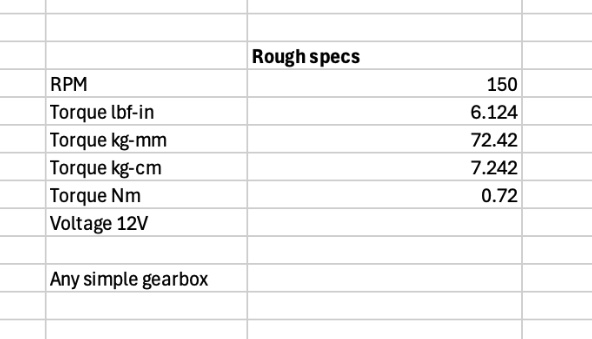 Rough specs
RPM 150
Torque lbf-in 6.124
Torque kg-mm 72.42
Torque kg-cm 7.242
Torque Nm 0.72
Voltage 12V
Any simple gearbox